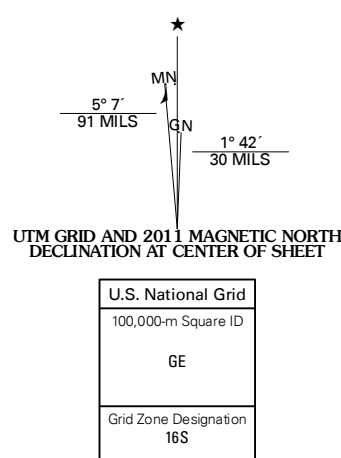 MN
5° 7´
91 MILS
GN
1° 42´
30 MILS
UTM GRID AND 2011 MAGNETIC NORTH
DECLINATION AT CENTER OF SHEET
U.S. National Grid
100,000-m Square ID
GE
Grid Zone Designation
16S